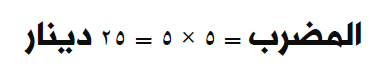 المضرب = ٥ × ٥ = ٢٥ دينار